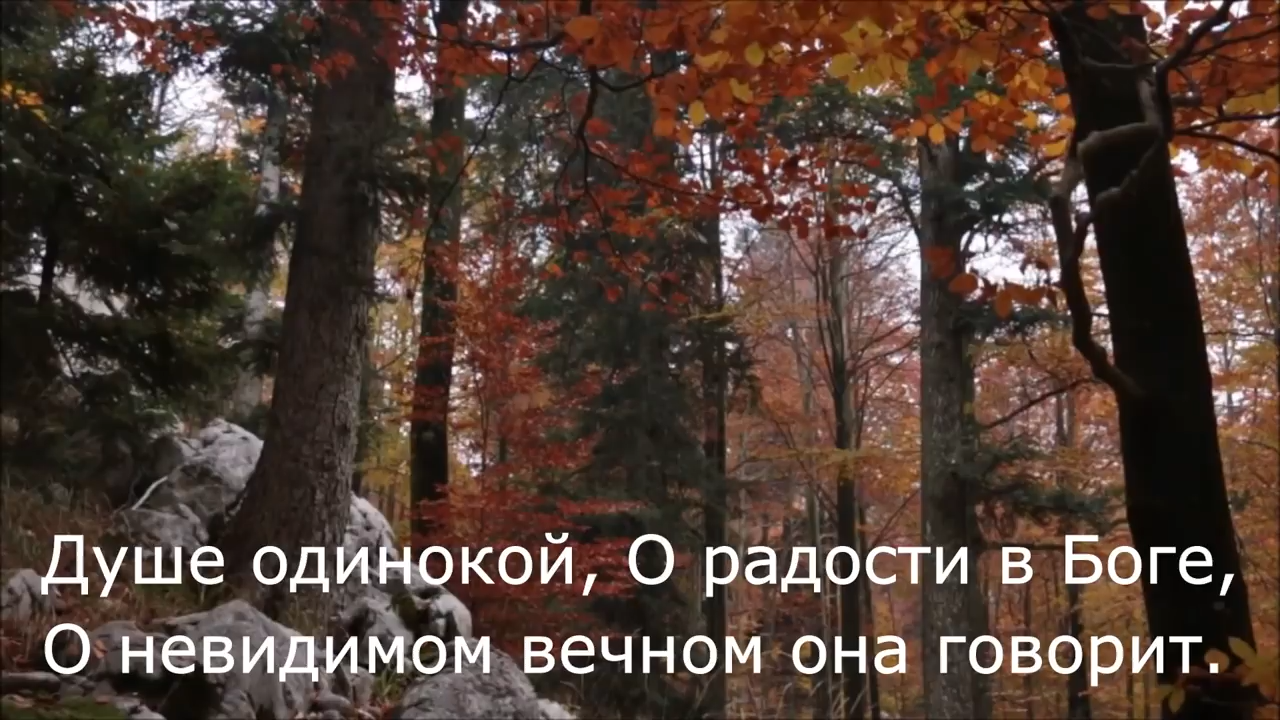 Душе одинокой, О радости в Боге,
О невидимом вечном она говорит.